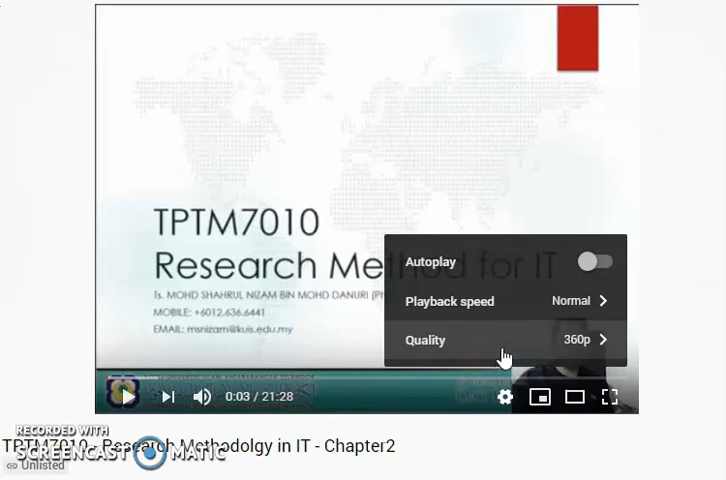 TPTM7010
Research Method for IT
Ts. MOHD SHAHRUL NIZAM BIN MOHD DANURI (P
MOBILE: +6012.636.6441
EMAIL: msnizam@kuis.edu.my
Autoplay
Playback speed Normal
Quality 360p
0:03 / 21:28
RECORDED WITH
SCREENCAST MATIC
TPTM7010 - Research Methodolgy in IT - Chapter2
Unlisted